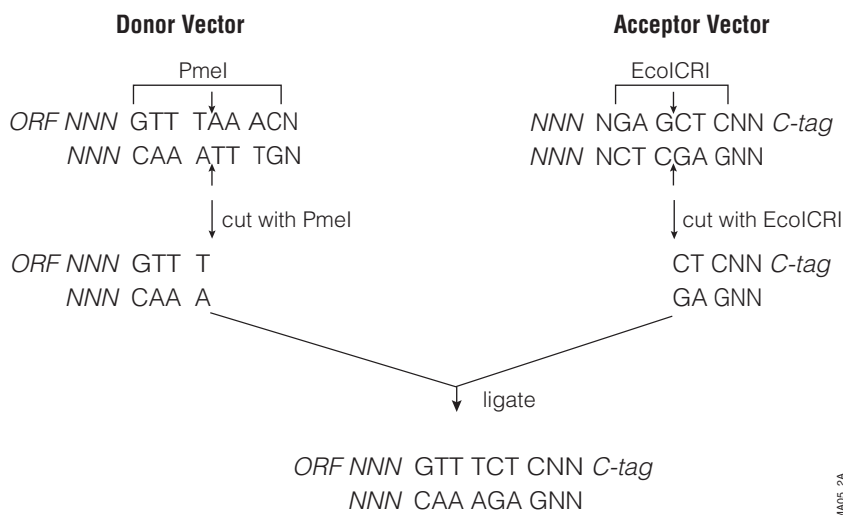 Donor Vector
Acceptor Vector
PmeI
EcoICRI
ORF NNN GTT TAA ACN
NNN CAA ATT TGN
NNN NGA GCT CNN C-tag
NNN NCT CGA GNN
cut with PmeI
cut with EcoICRI
ORF NNN GTT T
NNN CAA A
CT CNN C-tag
GA GNN
ligate
ORF NNN GTT TCT CNN C-tag
NNN CAA AGA GNN